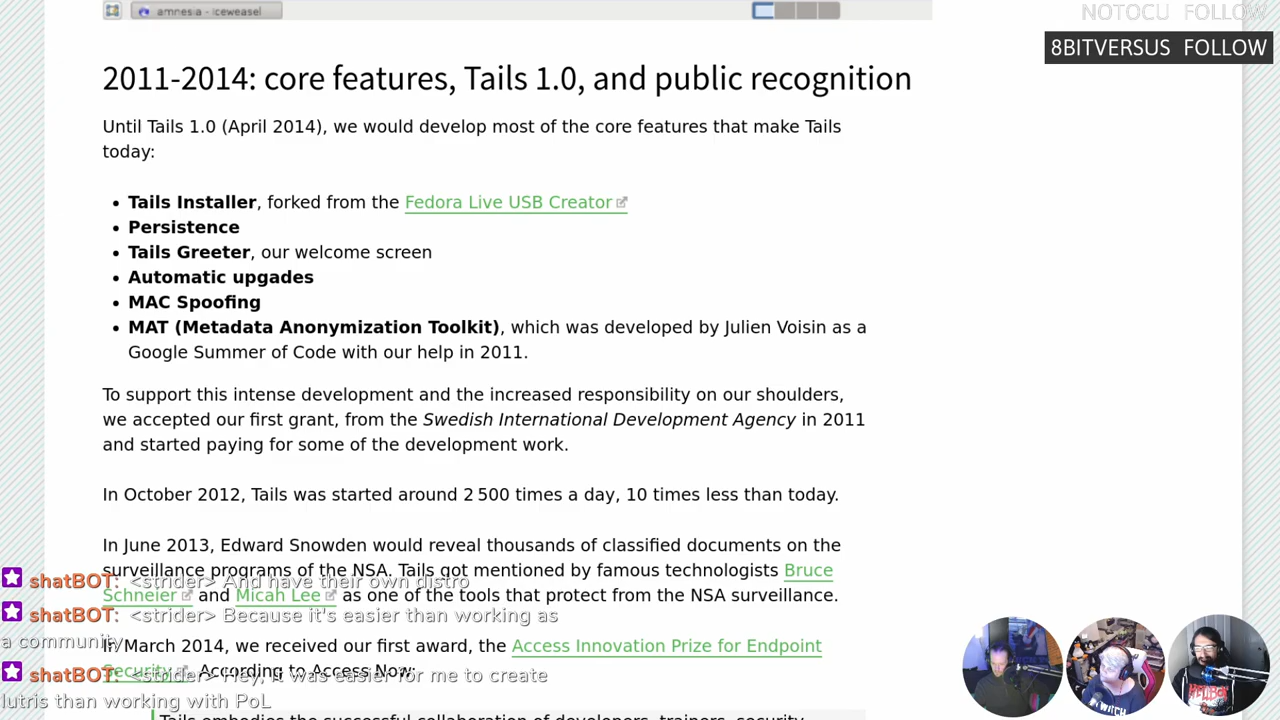 amnesia - Iceweasel
NOTOCU FOLLOW
8BITVERSUS FOLLOW
2011-2014: core features, Tails 1.0, and public recognition
Until Tails 1.0 (April 2014), we would develop most of the core features that make Tails
today:
• Tails Installer, forked from the Fedora Live USB Creator
• Persistence
• Tails Greeter, our welcome screen
• Automatic upgades
• MAC Spoofing
• MAT (Metadata Anonymization Toolkit), which was developed by Julien Voisin as a
Google Summer of Code with our help in 2011.
To support this intense development and the increased responsibility on our shoulders,
we accepted our first grant, from the Swedish International Development Agency in 2011
and started paying for some of the development work.
In October 2012, Tails was started around 2 500 times a day, 10 times less than today.
In June 2013, Edward Snowden would reveal thousands of classified documents on the
surveillance programs of the NSA. Tails got mentioned by famous technologists Bruce
Schneier and Micah Lee as one of the tools that protect from the NSA surveillance.
In March 2014, we received our first award, the Access Innovation Prize for Endpoint
Security. According to Access Now:
Tails embodies the successful collaboration of developers, trainers, security
shatBOT: <strider> And have their own distro
shatBOT: <strider> Because it's easier than working as
a community
shatBOT: <strider> Hey, it was easier for me to create
lutris than working with PoL